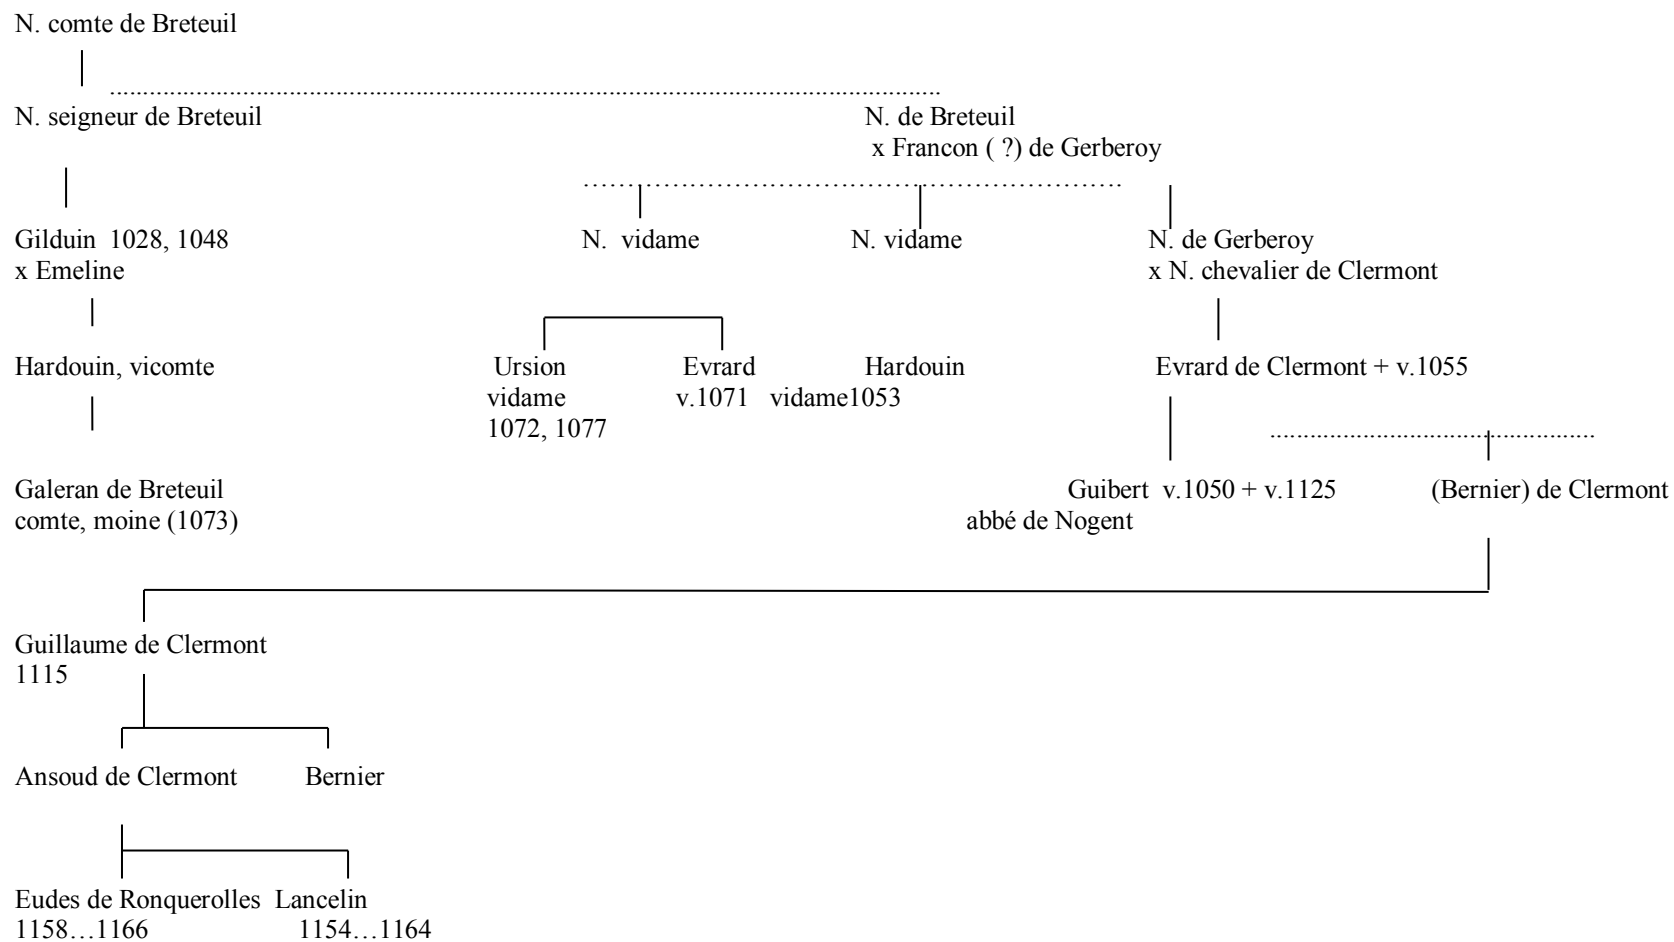 N. comte de Breteuil
N. seigneur de Breteuil N. de Breteuil
x Francon ( ?) de Gerberoy
Gilduin 1028, 1048 N. vidame N. vidame N. de Gerberoy
x Emeline x N. chevalier de Clermont
Hardouin, vicomte Ursion Evrard Hardouin Evrard de Clermont + v.1055
vidame v.1071 vidame1053
1072, 1077
Galeran de Breteuil Guibert v.1050 + v.1125 (Bernier) de Clermont
comte, moine (1073) abbé de Nogent
Guillaume de Clermont
1115
Ansoud de Clermont Bernier
Eudes de Ronquerolles Lancelin
1158…1166 1154…1164